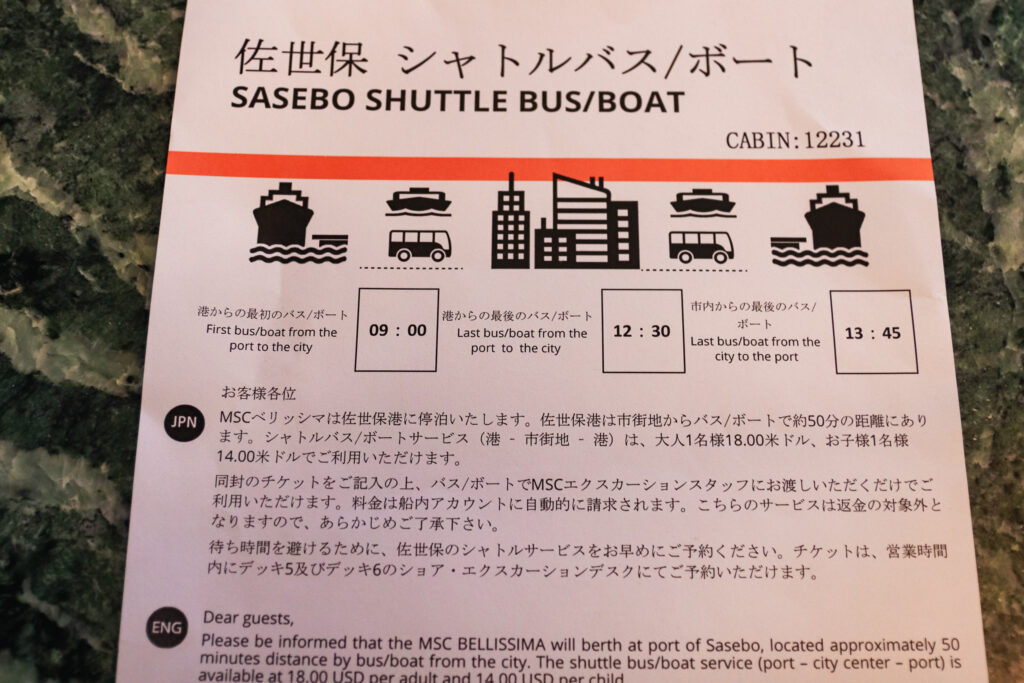 佐世保 シャトルバス/ボート
SASEBO SHUTTLE BUS/BOAT
CABIN:12231
港からの最初のバス/ボート
First bus/boat from the
port to the city
09 : 00
港からの最後のバス/ボート
Last bus/boat from the
port to the city
12 : 30
市内からの最後のバス/
ボート
Last bus/boat from the
city to the port
13 : 45
お客様各位
JPN
MSCベリッシマは佐世保港に停泊いたします。佐世保港は市街地からバス/ボートで約50分の距離にあり
ます。シャトルバス/ボートサービス（港 - 市街地 - 港）は、大人1名様18.00米ドル、お子様1名様
14.00米ドルでご利用いただけます。
同封のチケットをご記入の上、バス/ボートでMSCエクスカーションスタッフにお渡しいただくだけでご
利用いただけます。料金は船内アカウントに自動的に請求されます。こちらのサービスは返金の対象外と
なりますので、あらかじめご了承下さい。
待ち時間を避けるために、佐世保のシャトルサービスをお早めにご予約ください。チケットは、営業時間
内にデッキ5及びデッキ6のショア・エクスカーションデスクにてご予約いただけます。
ENG
Dear guests,
Please be informed that the MSC BELLISSIMA will berth at port of Sasebo, located approximately 50
minutes distance by bus/boat from the city. The shuttle bus/boat service (port – city center – port) is
available at 18.00 USD per adult and 14.00 USD per child.